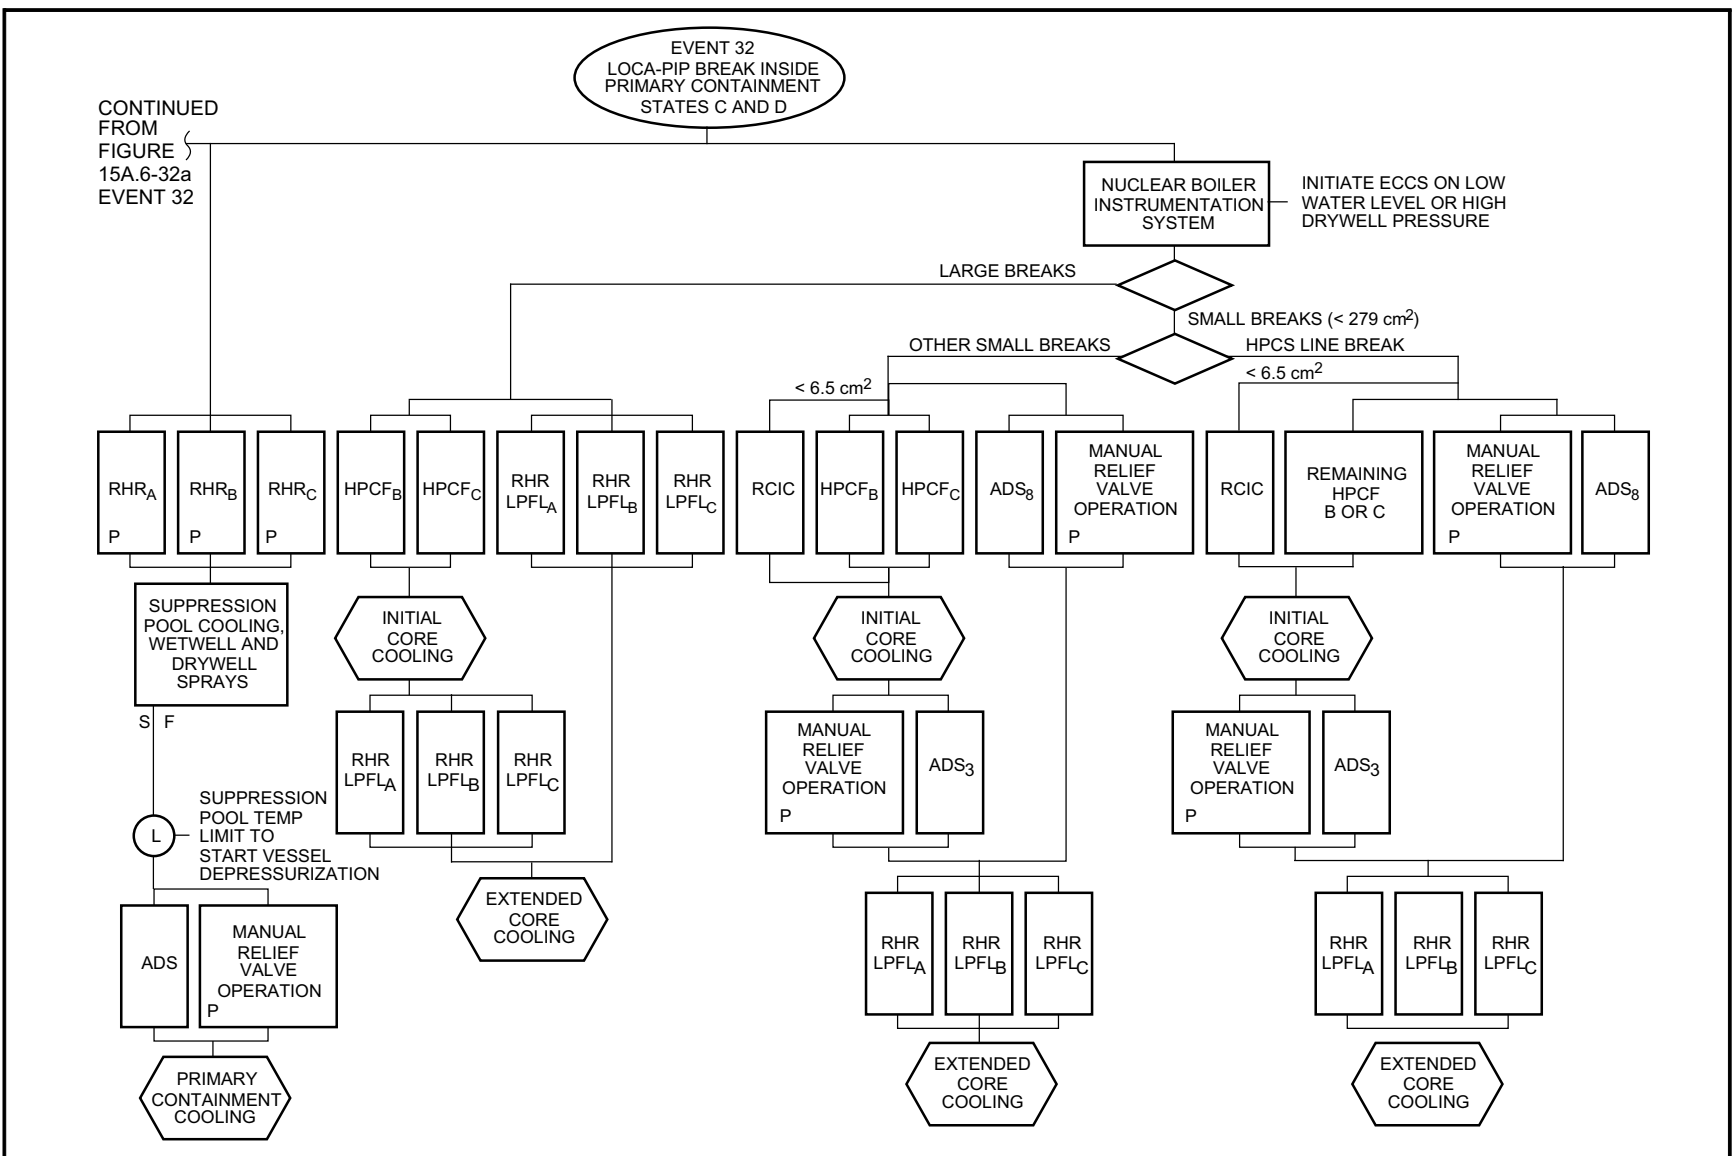 EVENT 32
LOCA-PIP BREAK INSIDE
PRIMARY CONTAINMENT
STATES C AND D
CONTINUED
FROM
FIGURE
15A.6-32a
EVENT 32
NUCLEAR BOILER
INSTRUMENTATION
SYSTEM
INITIATE ECCS ON LOW
WATER LEVEL OR HIGH
DRYWELL PRESSURE
LARGE BREAKS
SMALL BREAKS (< 279 cm²)
OTHER SMALL BREAKS
HPCS LINE BREAK
< 6.5 cm²
< 6.5 cm²
RHRA
P
RHRB
P
RHRC
P
HPCFB
HPCFC
RHR
LPFLA
RHR
LPFLB
RHR
LPFLC
RCIC
HPCFB
HPCFC
ADS8
MANUAL
RELIEF
VALVE
OPERATION
P
RCIC
REMAINING
HPCF
B OR C
MANUAL
RELIEF
VALVE
OPERATION
P
ADS8
SUPPRESSION
POOL COOLING,
WETWELL AND
DRYWELL
SPRAYS
S F
INITIAL
CORE
COOLING
INITIAL
CORE
COOLING
INITIAL
CORE
COOLING
RHR
LPFLA
RHR
LPFLB
RHR
LPFLC
MANUAL
RELIEF
VALVE
OPERATION
P
ADS3
MANUAL
RELIEF
VALVE
OPERATION
P
ADS3
L
SUPPRESSION
POOL TEMP
LIMIT TO
START VESSEL
DEPRESSURIZATION
EXTENDED
CORE
COOLING
ADS
MANUAL
RELIEF
VALVE
OPERATION
P
RHR
LPFLA
RHR
LPFLB
RHR
LPFLC
RHR
LPFLA
RHR
LPFLB
RHR
LPFLC
PRIMARY
CONTAINMENT
COOLING
EXTENDED
CORE
COOLING
EXTENDED
CORE
COOLING